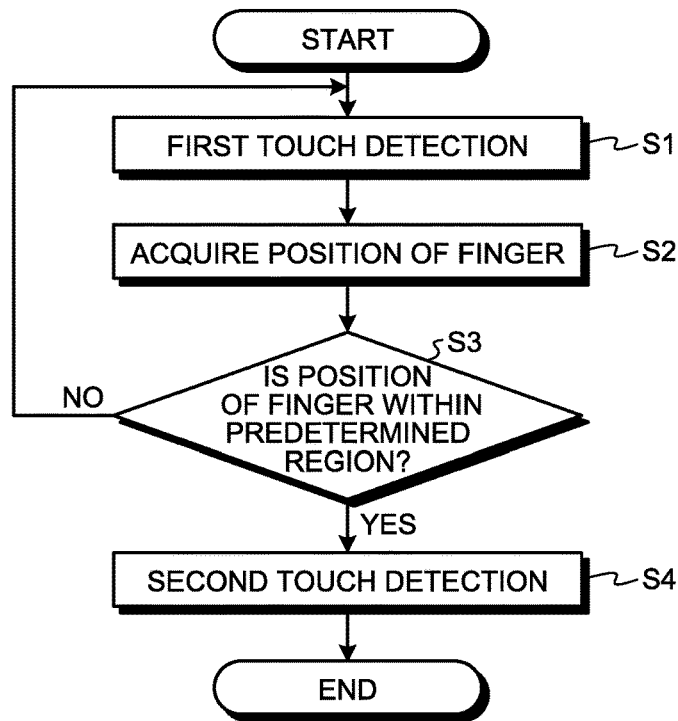 START
FIRST TOUCH DETECTION
S1
ACQUIRE POSITION OF FINGER
S2
S3
IS POSITION
OF FINGER WITHIN
PREDETERMINED
REGION?
NO
YES
SECOND TOUCH DETECTION
S4
END